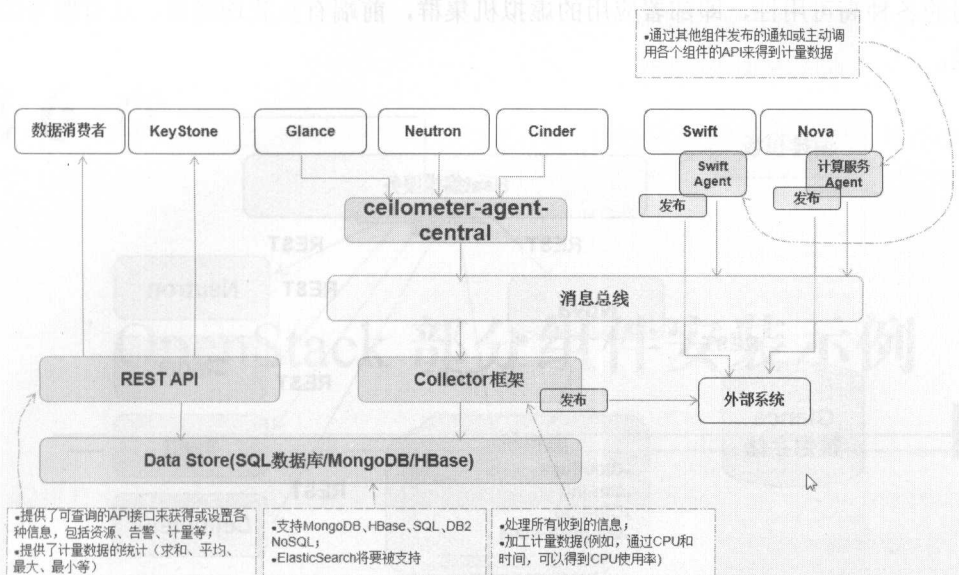 •通过其他组件发布的通知或主动调
用各个组件的API来得到计量数据
数据消费者
KeyStone
Glance
Neutron
Cinder
Swift
Nova
Swift
Agent
计算服务
Agent
发布
发布
ceilometer-agent-
central
消息总线
REST API
Collector框架
发布
外部系统
Data Store(SQL数据库/MongoDB/HBase)
•提供了可查询的API接口来获得或设置各
种信息，包括资源、告警、计量等；
•提供了计量数据的统计（求和、平均、
最大、最小等）
•支持MongoDB、HBase、SQL、DB2
NoSQL；
•ElasticSearch将要被支持
•处理所有收到的信息；
•加工计量数据(例如，通过CPU和
时间，可以得到CPU使用率)